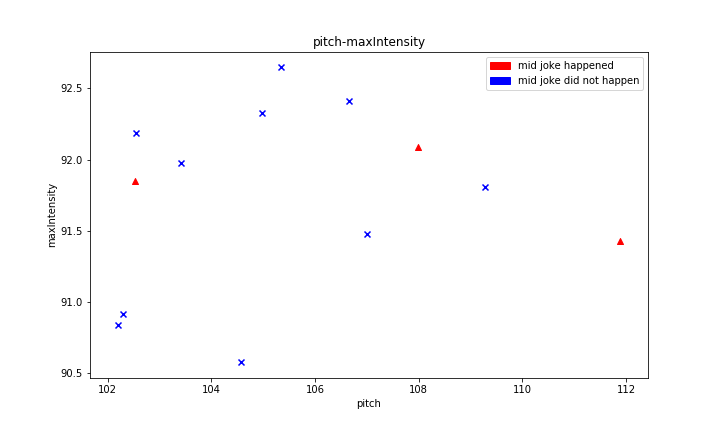 pitch-maxIntensity
mid joke happened
mid joke did not happen
92.5
92.0
91.5
91.0
90.5
maxIntensity
102
104
106
108
110
112
pitch